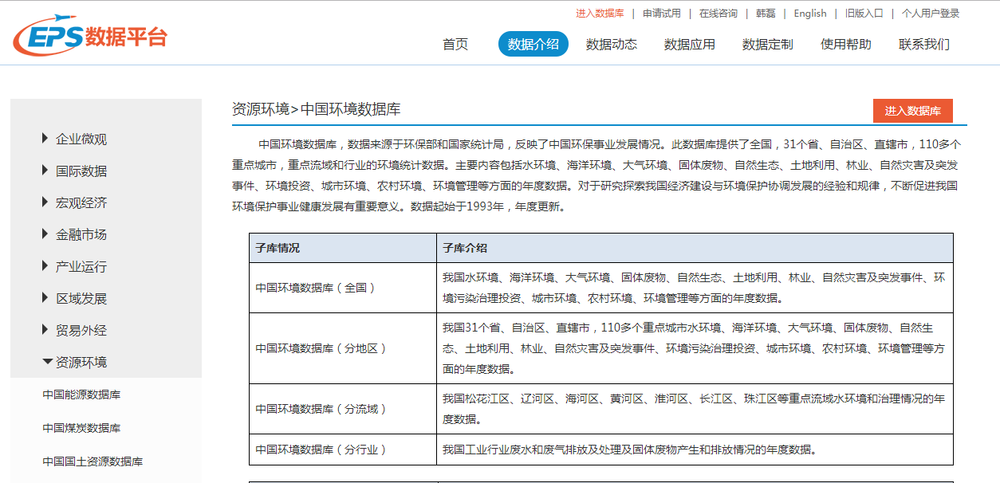 进入数据库 | 申请试用 | 在线咨询 | 韩磊 | English | 旧版入口 | 个人用户登录
EPS数据平台
首页 数据介绍 数据动态 数据应用 数据定制 使用帮助 联系我们
企业微观
国际数据
宏观经济
金融市场
产业运行
区域发展
贸易外经
资源环境
中国能源数据库
中国煤炭数据库
中国国土资源数据库
资源环境>中国环境数据库
进入数据库
中国环境数据库，数据来源于环保部和国家统计局，反映了中国环保事业发展情况。此数据库提供了全国，31个省、自治区、直辖市，110多个
重点城市，重点流域和行业的环境统计数据。主要内容包括水环境、海洋环境、大气环境、固体废物、自然生态、土地利用、林业、自然灾害及突发
事件、环境投资、城市环境、农村环境、环境管理等方面的年度数据。对于研究探索我国经济建设与环境保护协调发展的经验和规律，不断促进我国
环境保护事业健康发展有重要意义。数据起始于1993年，年度更新。
子库情况 子库介绍
中国环境数据库（全国）
我国水环境、海洋环境、大气环境、固体废物、自然生态、土地利用、林业、自然灾害及突发事件、环
境污染治理投资、城市环境、农村环境、环境管理等方面的年度数据。
中国环境数据库（分地区）
我国31个省、自治区、直辖市，110多个重点城市水环境、海洋环境、大气环境、固体废物、自然生
态、土地利用、林业、自然灾害及突发事件、环境污染治理投资、城市环境、农村环境、环境管理等方
面的年度数据。
中国环境数据库（分流域）
我国松花江区、辽河区、海河区、黄河区、淮河区、长江区、珠江区等重点流域水环境和治理情况的年
度数据。
中国环境数据库（分行业）
我国工业行业废水和废气排放及处理及固体废物产生和排放情况的年度数据。